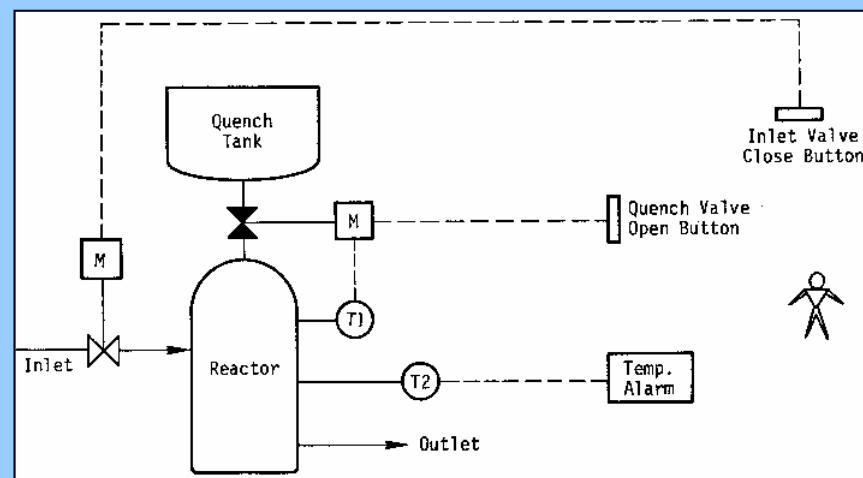 Quench
Tank
Inlet Valve
Close Button
M
Quench Valve
Open Button
M
T1
Inlet
Reactor
T2
Temp.
Alarm
Outlet